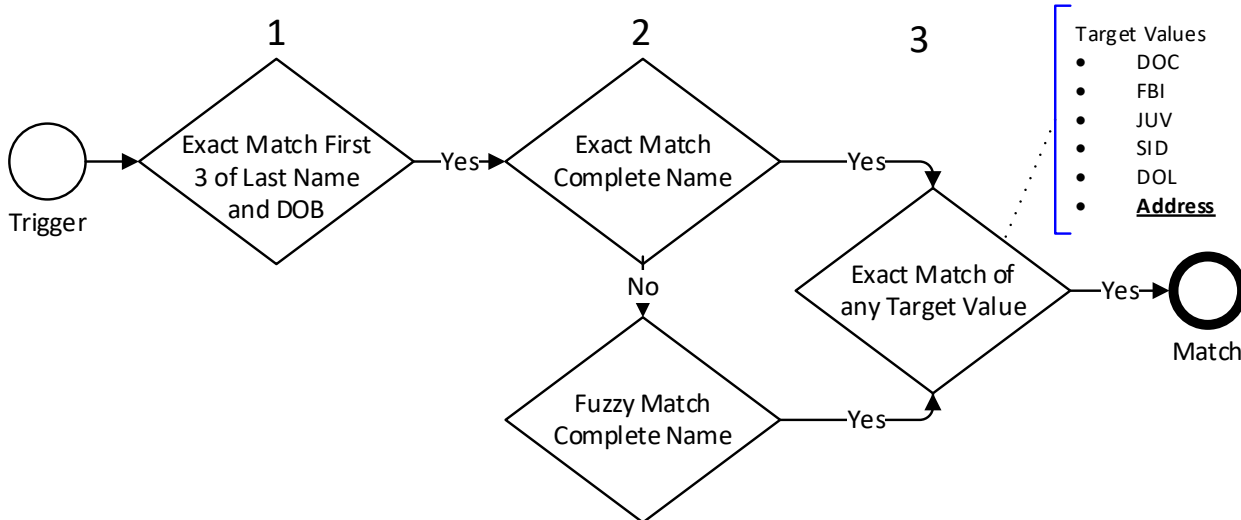 1
2
3
Target Values
• DOC
• FBI
• JUV
• SID
• DOL
• Address
Trigger
Exact Match First
3 of Last Name
and DOB
Yes
Exact Match
Complete Name
Yes
No
Fuzzy Match
Complete Name
Yes
Exact Match of
any Target Value
Yes
Match